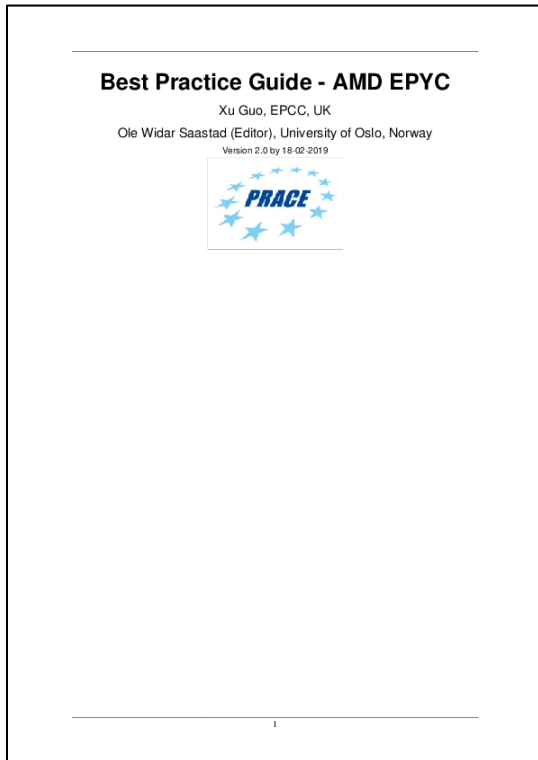 Best Practice Guide - AMD EPYC
Xu Guo, EPCC, UK
Ole Widar Saastad (Editor), University of Oslo, Norway
Version 2.0 by 18-02-2019
PRACE
1